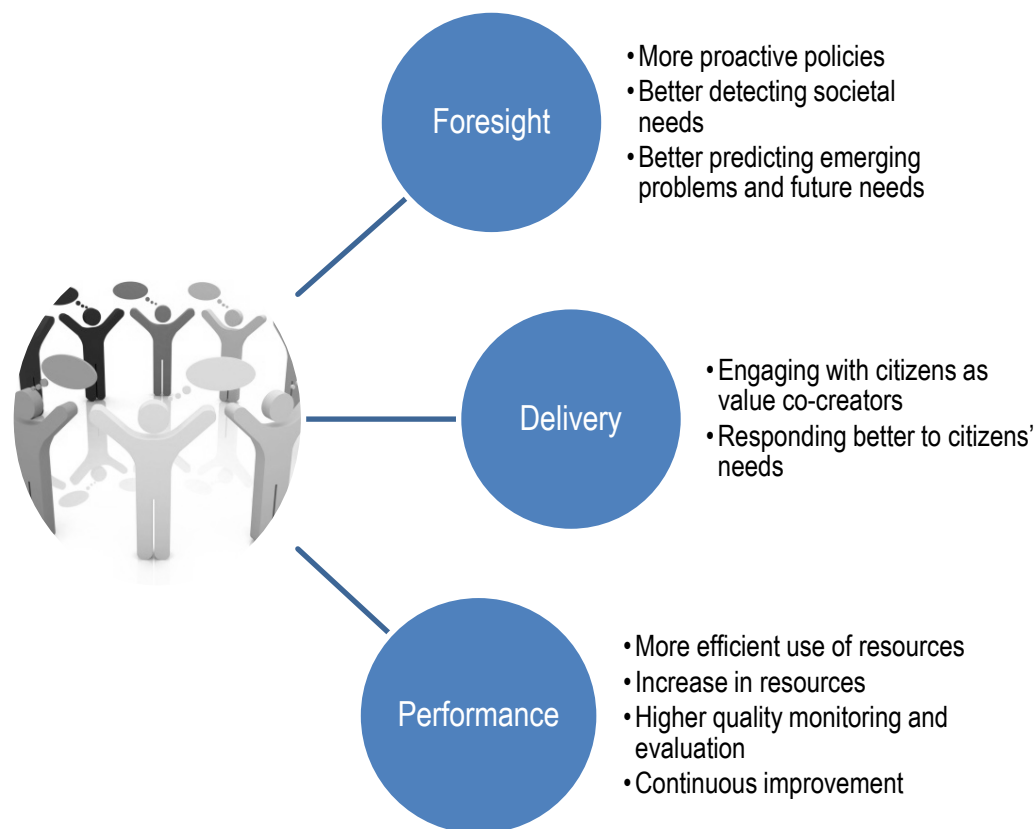 Foresight
•More proactive policies
•Better detecting societal
needs
•Better predicting emerging
problems and future needs
Delivery
•Engaging with citizens as
value co-creators
•Responding better to citizens’
needs
Performance
•More efficient use of resources
•Increase in resources
•Higher quality monitoring and
evaluation
•Continuous improvement